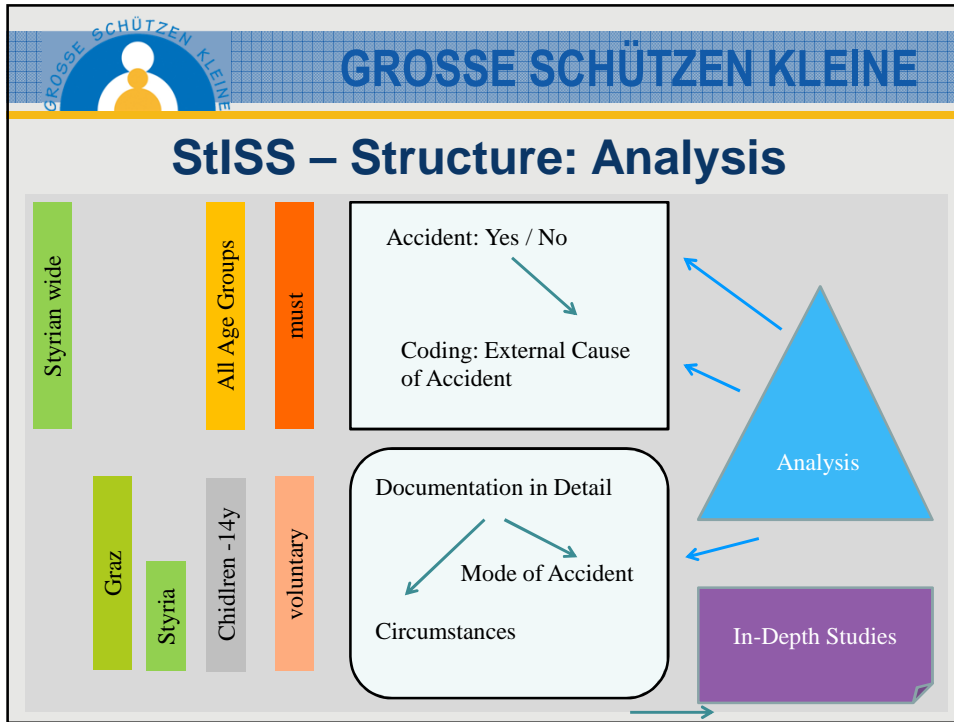 GROSSE SCHÜTZEN KLEINE
GROSSE SCHÜTZEN KLEINE
StISS – Structure: Analysis
Styrian wide
All Age Groups
must
Accident: Yes / No
Coding: External Cause
of Accident
Analysis
Graz
Styria
Chidlren -14y
voluntary
Documentation in Detail
Mode of Accident
Circumstances
In-Depth Studies